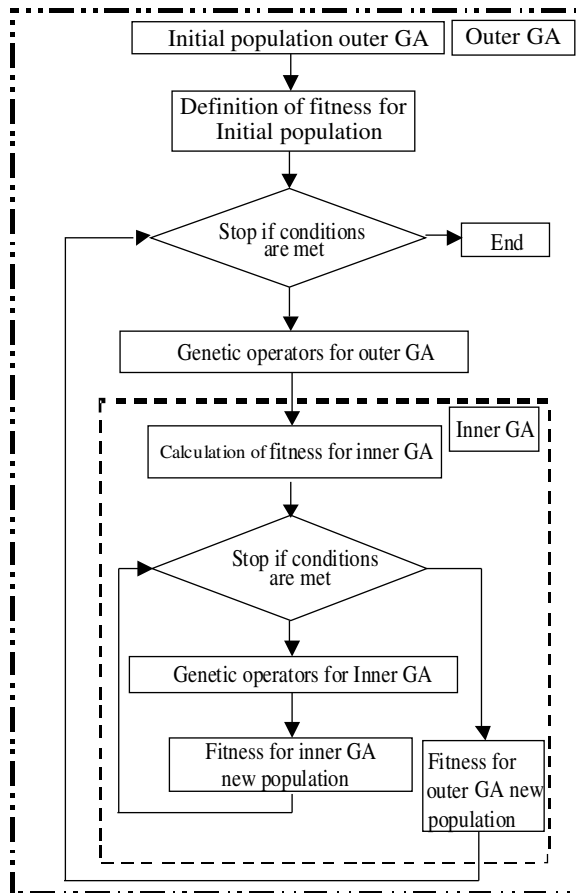 Initial population outer GA
Outer GA
Definition of fitness for
Initial population
Stop if conditions
are met
End
Genetic operators for outer GA
Inner GA
Calculation of fitness for inner GA
Stop if conditions
are met
Genetic operators for Inner GA
Fitness for inner GA
new population
Fitness for
outer GA new
population